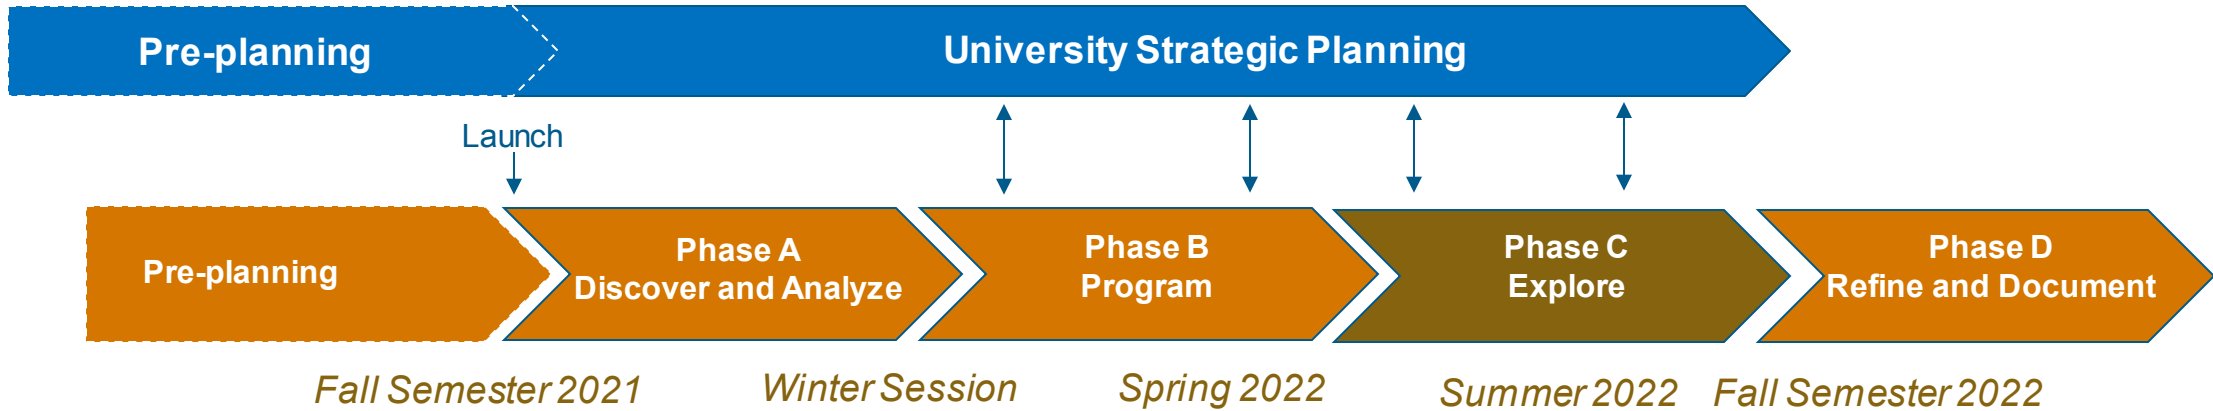 Pre-planning
University Strategic Planning
Launch
Pre-planning
Phase A
Discover and Analyze
Phase B
Program
Phase C
Explore
Phase D
Refine and Document
Fall Semester 2021
Winter Session
Spring 2022
Summer 2022
Fall Semester 2022